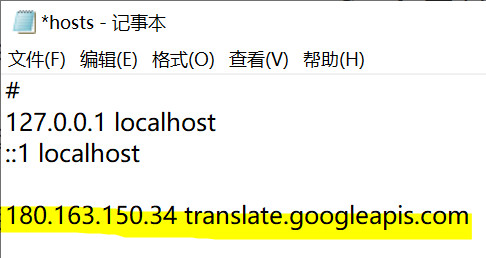 *hosts - 记事本
文件(F) 编辑(E) 格式(O) 查看(V) 帮助(H)
#
127.0.0.1 localhost
::1 localhost
180.163.150.34 translate.googleapis.com